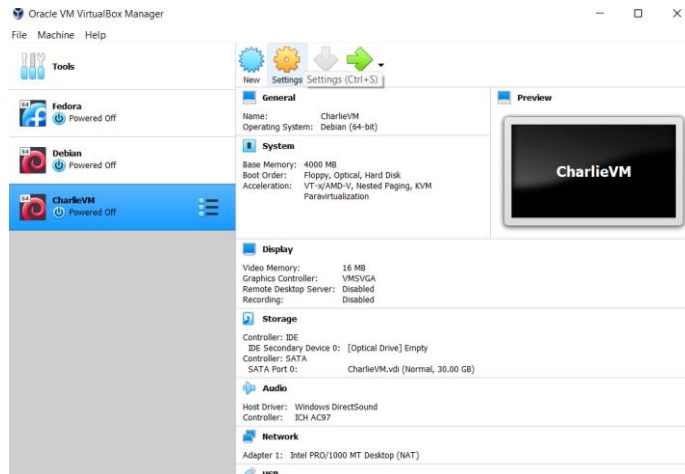 Oracle VM VirtualBox Manager
File Machine Help
Tools
New Settings Settings (Ctrl+S)
64
Fedora
Powered Off
64
Debian
Powered Off
64
CharlieVM
Powered Off
General
Name: CharlieVM
Operating System: Debian (64-bit)
Preview
CharlieVM
System
Base Memory: 4000 MB
Boot Order: Floppy, Optical, Hard Disk
Acceleration: VT-x/AMD-V, Nested Paging, KVM
Paravirtualization
Display
Video Memory: 16 MB
Graphics Controller: VMSVGA
Remote Desktop Server: Disabled
Recording: Disabled
Storage
Controller: IDE
IDE Secondary Device 0: [Optical Drive] Empty
Controller: SATA
SATA Port 0: CharlieVM.vdi (Normal, 30.00 GB)
Audio
Host Driver: Windows DirectSound
Controller: ICH AC97
Network
Adapter 1: Intel PRO/1000 MT Desktop (NAT)
USB